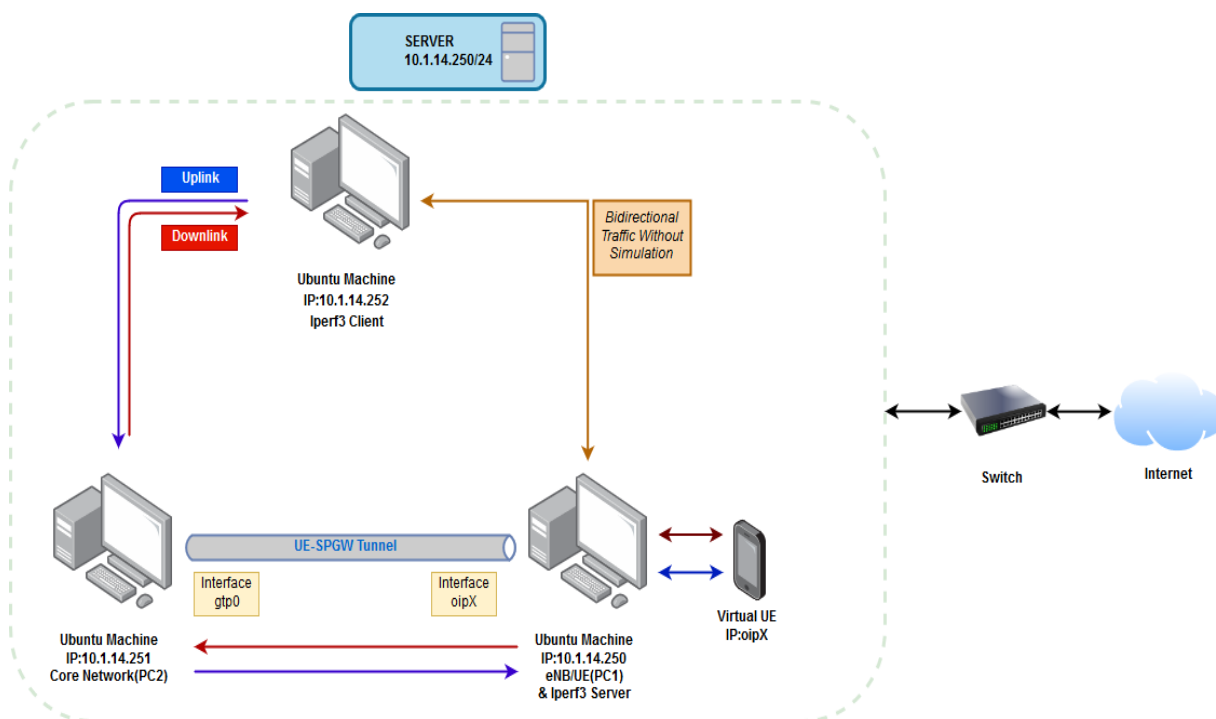 SERVER
10.1.14.250/24
Uplink
Downlink
Bidirectional
Traffic Without
Simulation
Ubuntu Machine
IP:10.1.14.252
Iperf3 Client
Switch
Internet
UE-SPGW Tunnel
Interface
gtp0
Interface
oipX
Virtual UE
IP:oipX
Ubuntu Machine
IP:10.1.14.251
Core Network(PC2)
Ubuntu Machine
IP:10.1.14.250
eNB/UE(PC1)
& Iperf3 Server